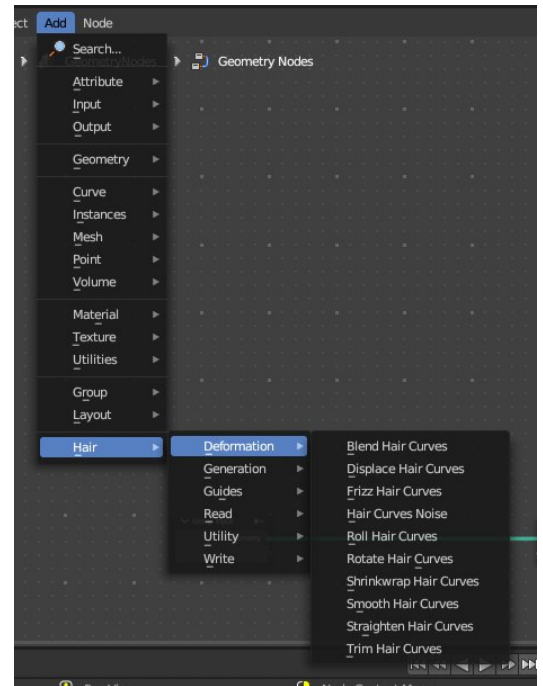 ect Add Node
Search...
GeometryNodes Geometry Nodes
Attribute
Input
Output
Geometry
Curve
Instances
Mesh
Point
Volume
Material
Texture
Utilities
Group
Layout
Hair
Deformation
Generation
Guides
Read
Utility
Write
Blend Hair Curves
Displace Hair Curves
Frizz Hair Curves
Hair Curves Noise
Roll Hair Curves
Rotate Hair Curves
Shrinkwrap Hair Curves
Smooth Hair Curves
Straighten Hair Curves
Trim Hair Curves